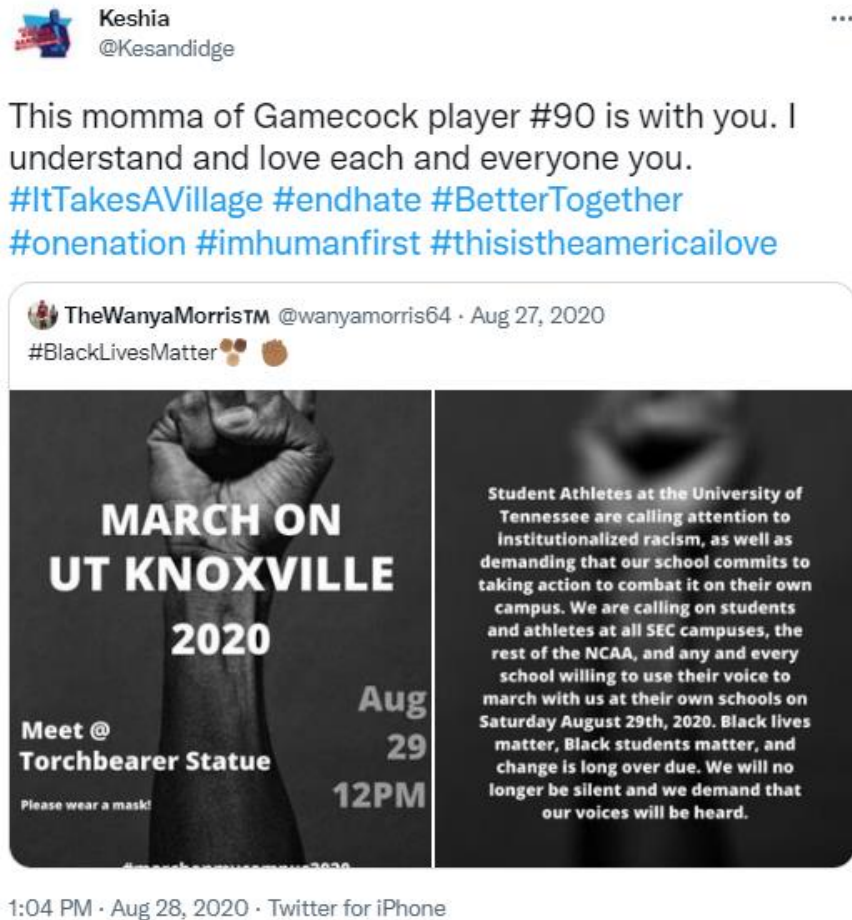 Keshia
@Kesandidge
This momma of Gamecock player #90 is with you. I
understand and love each and everyone you.
#ItTakesAVillage #endhate #BetterTogether
#onenation #imhumanfirst #thisistheamericailove
TheWanyaMorris™ @wanyamorris64 · Aug 27, 2020
#BlackLivesMatter
MARCH ON
UT KNOXVILLE
2020
Aug
29
12PM
Meet @
Torchbearer Statue
Please wear a mask!
Student Athletes at the University of
Tennessee are calling attention to
institutionalized racism, as well as
demanding that our school commits to
taking action to combat it on their own
campus. We are calling on students
and athletes at all SEC campuses, the
rest of the NCAA, and any and every
school willing to use their voice to
march with us at their own schools on
Saturday August 29th, 2020. Black lives
matter, Black students matter, and
change is long over due. We will no
longer be silent and we demand that
our voices will be heard.
1:04 PM · Aug 28, 2020 · Twitter for iPhone